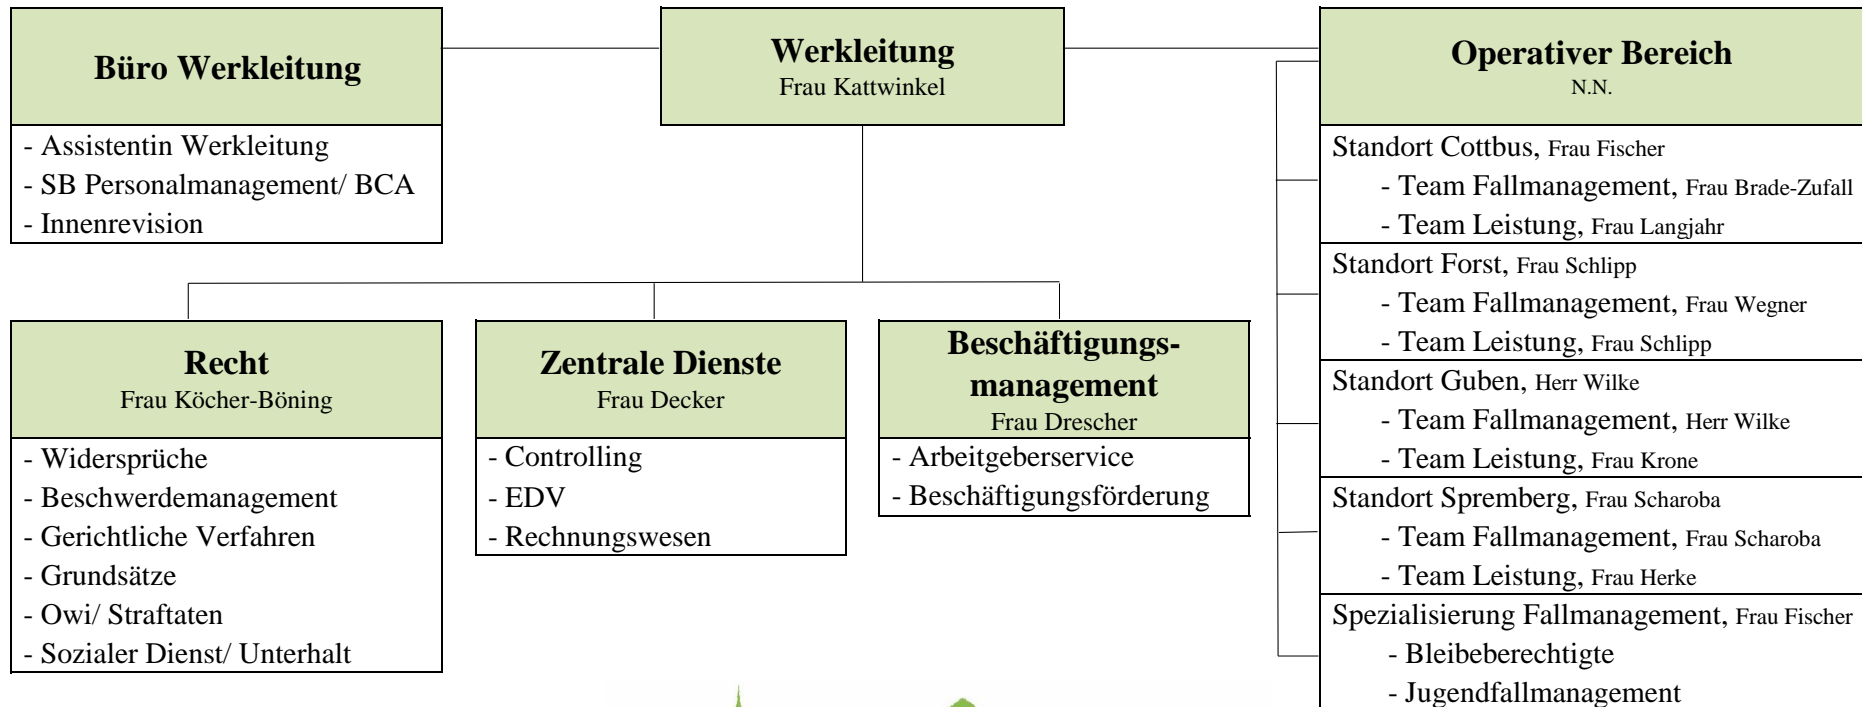 Büro Werkleitung
- Assistentin Werkleitung
- SB Personalmanagement/ BCA
- Innenrevision
Werkleitung
Frau Kattwinkel
Recht
Frau Köcher-Böning
- Widersprüche
- Beschwerdemanagement
- Gerichtliche Verfahren
- Grundsätze
- Owi/ Straftaten
- Sozialer Dienst/ Unterhalt
Zentrale Dienste
Frau Decker
- Controlling
- EDV
- Rechnungswesen
Beschäftigungs-
management
Frau Drescher
- Arbeitgeberservice
- Beschäftigungsförderung
Operativer Bereich
N.N.
Standort Cottbus, Frau Fischer
- Team Fallmanagement, Frau Brade-Zufall
- Team Leistung, Frau Langjahr
Standort Forst, Frau Schlipp
- Team Fallmanagement, Frau Wegner
- Team Leistung, Frau Schlipp
Standort Guben, Herr Wilke
- Team Fallmanagement, Herr Wilke
- Team Leistung, Frau Krone
Standort Spremberg, Frau Scharoba
- Team Fallmanagement, Frau Scharoba
- Team Leistung, Frau Herke
Spezialisierung Fallmanagement, Frau Fischer
- Bleibeberechtigte
- Jugendfallmanagement